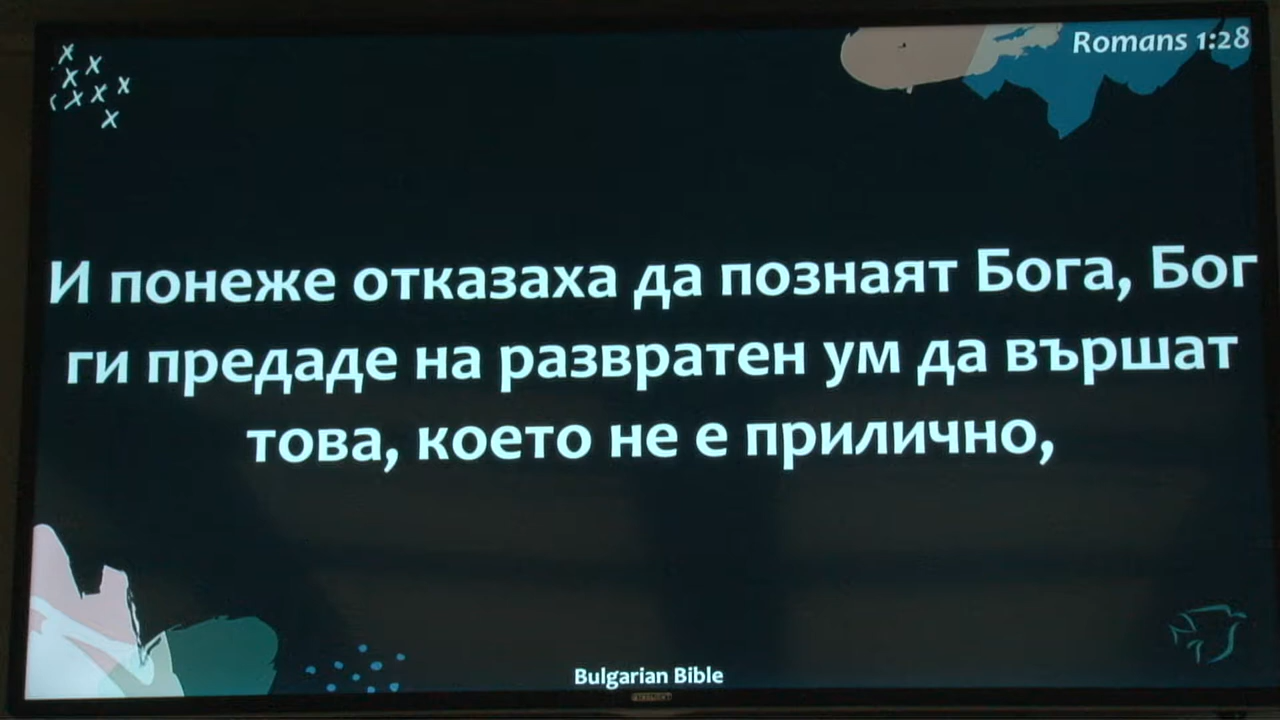 Romans 1:28
И понеже отказаха да познаят Бога, Бог
ги предаде на развратен ум да вършат
това, което не е прилично,
Bulgarian Bible